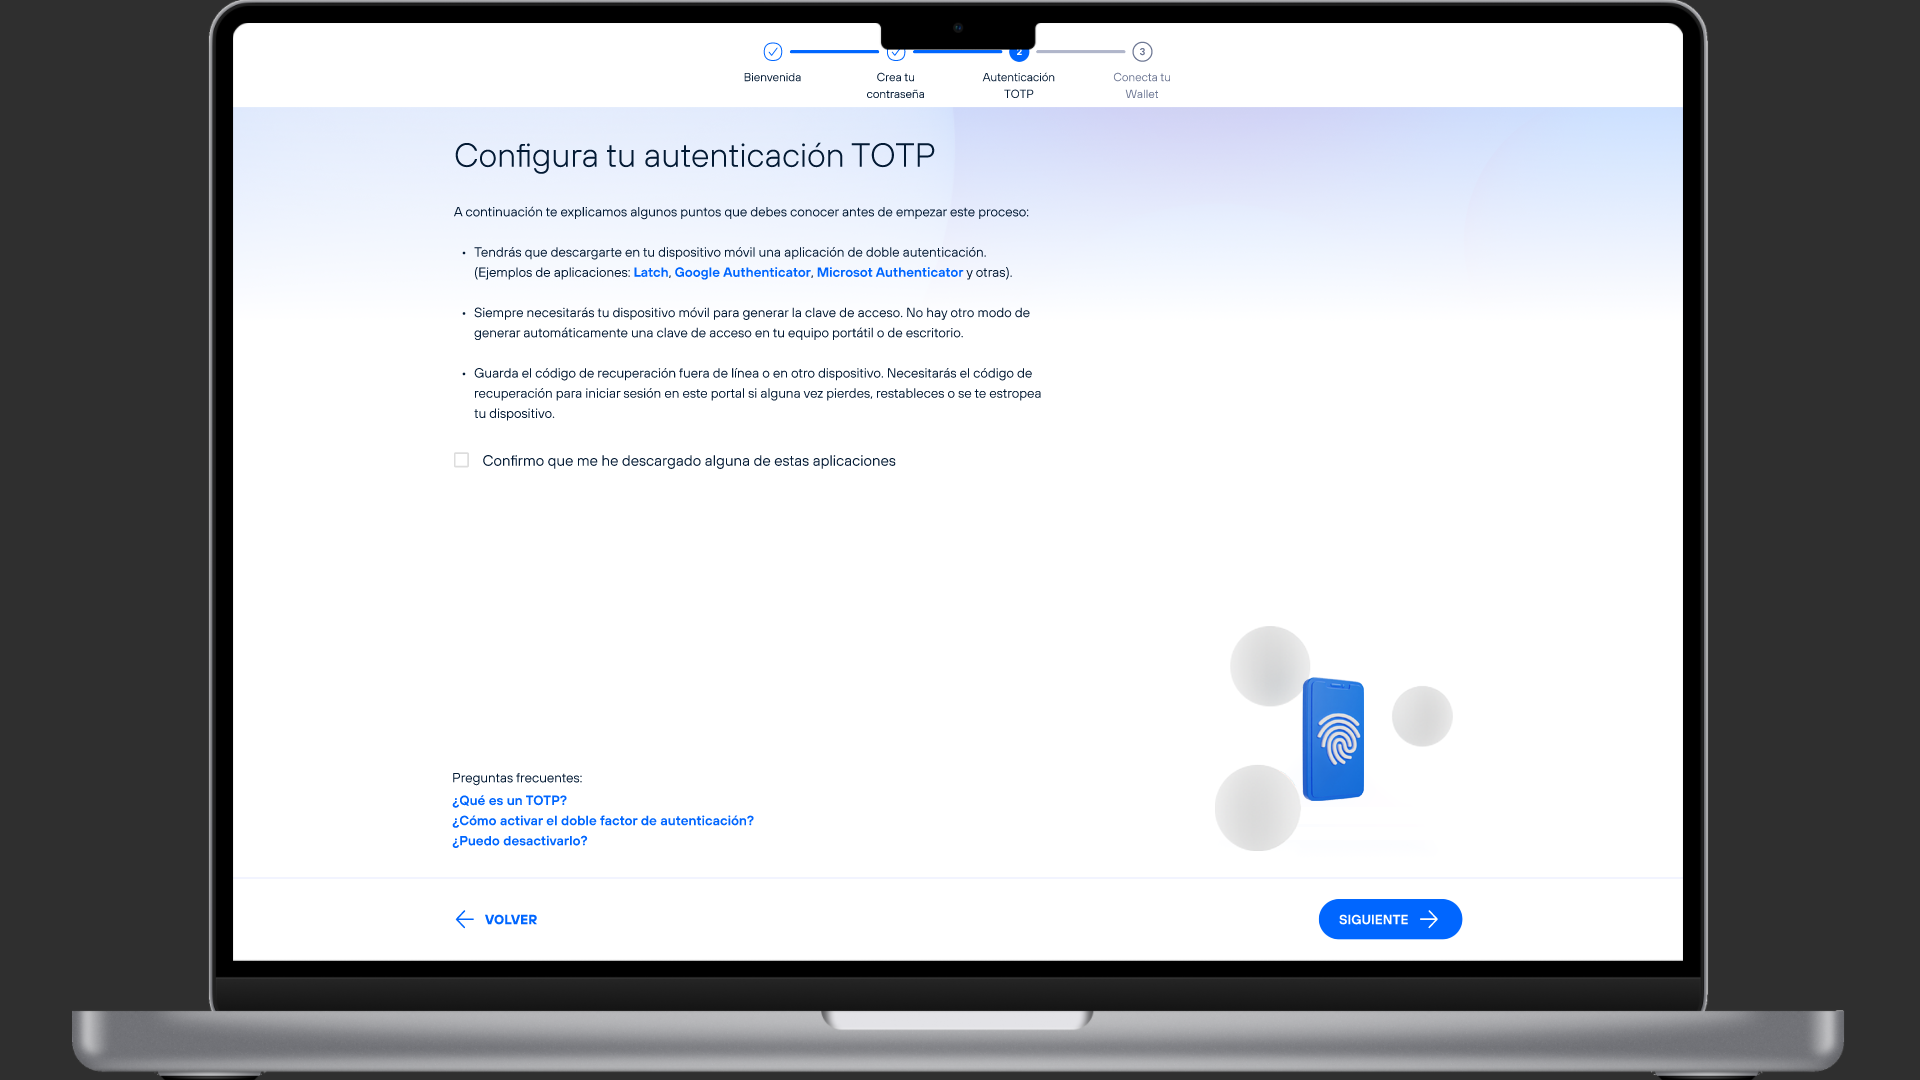 2
3
Bienvenida
Crea tu
contraseña
Autenticación
TOTP
Conecta tu
Wallet
Configura tu autenticación TOTP
A continuación te explicamos algunos puntos que debes conocer antes de empezar este proceso:
• Tendrás que descargarte en tu dispositivo móvil una aplicación de doble autenticación.
(Ejemplos de aplicaciones: Latch, Google Authenticator, Microsot Authenticator y otras).
• Siempre necesitarás tu dispositivo móvil para generar la clave de acceso. No hay otro modo de
generar automáticamente una clave de acceso en tu equipo portátil o de escritorio.
• Guarda el código de recuperación fuera de línea o en otro dispositivo. Necesitarás el código de
recuperación para iniciar sesión en este portal si alguna vez pierdes, restableces o se te estropea
tu dispositivo.
Confirmo que me he descargado alguna de estas aplicaciones
Preguntas frecuentes:
¿Qué es un TOTP?
¿Cómo activar el doble factor de autenticación?
¿Puedo desactivarlo?
VOLVER
SIGUIENTE